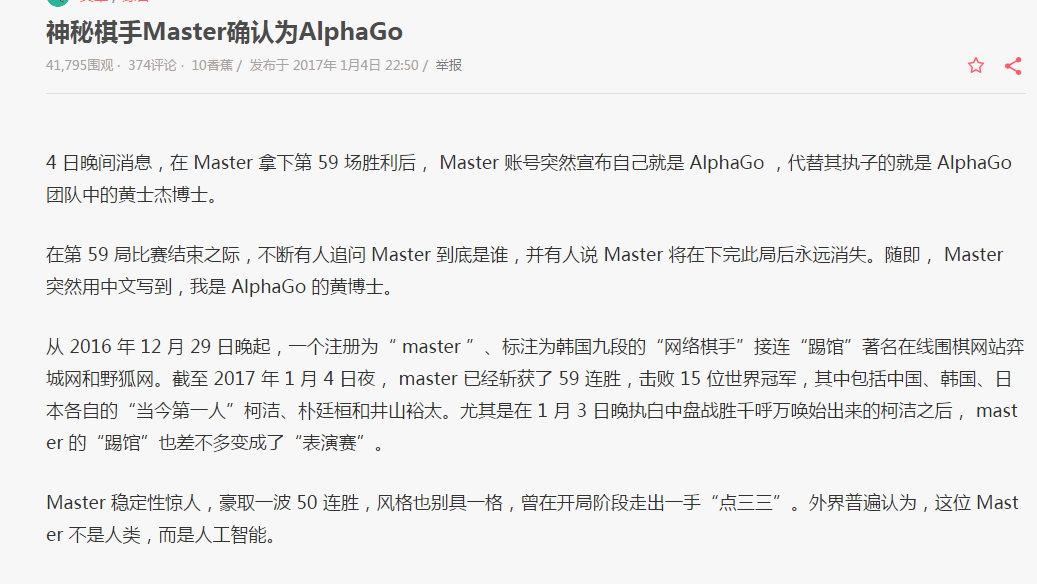 神秘棋手Master确认为AlphaGo
41,795围观 · 374评论 · 10香蕉 / 发布于 2017年 1月4日 22:50 / 举报
4 日晚间消息，在 Master 拿下第 59 场胜利后， Master 账号突然宣布自己就是 AlphaGo ，代替其执子的就是 AlphaGo
团队中的黄士杰博士。
在第 59 局比赛结束之际，不断有人追问 Master 到底是谁，并有人说 Master 将在下完此局后永远消失。随即， Master
突然用中文写到，我是 AlphaGo 的黄博士。
从 2016 年 12 月 29 日晚起，一个注册为“ master ”、标注为韩国九段的“网络棋手”接连“踢馆”著名在线围棋网站弈
城网和野狐网。截至 2017 年 1 月 4 日夜， master 已经斩获了 59 连胜，击败 15 位世界冠军，其中包括中国、韩国、日
本各自的“当今第一人”柯洁、朴廷桓和井山裕太。尤其是在 1 月 3 日晚执白中盘战胜千呼万唤始出来的柯洁之后， mast
er 的“踢馆”也差不多变成了“表演赛”。
Master 稳定性惊人，豪取一波 50 连胜，风格也别具一格，曾在开局阶段走出一手“点三三”。外界普遍认为，这位 Mast
er 不是人类，而是人工智能。